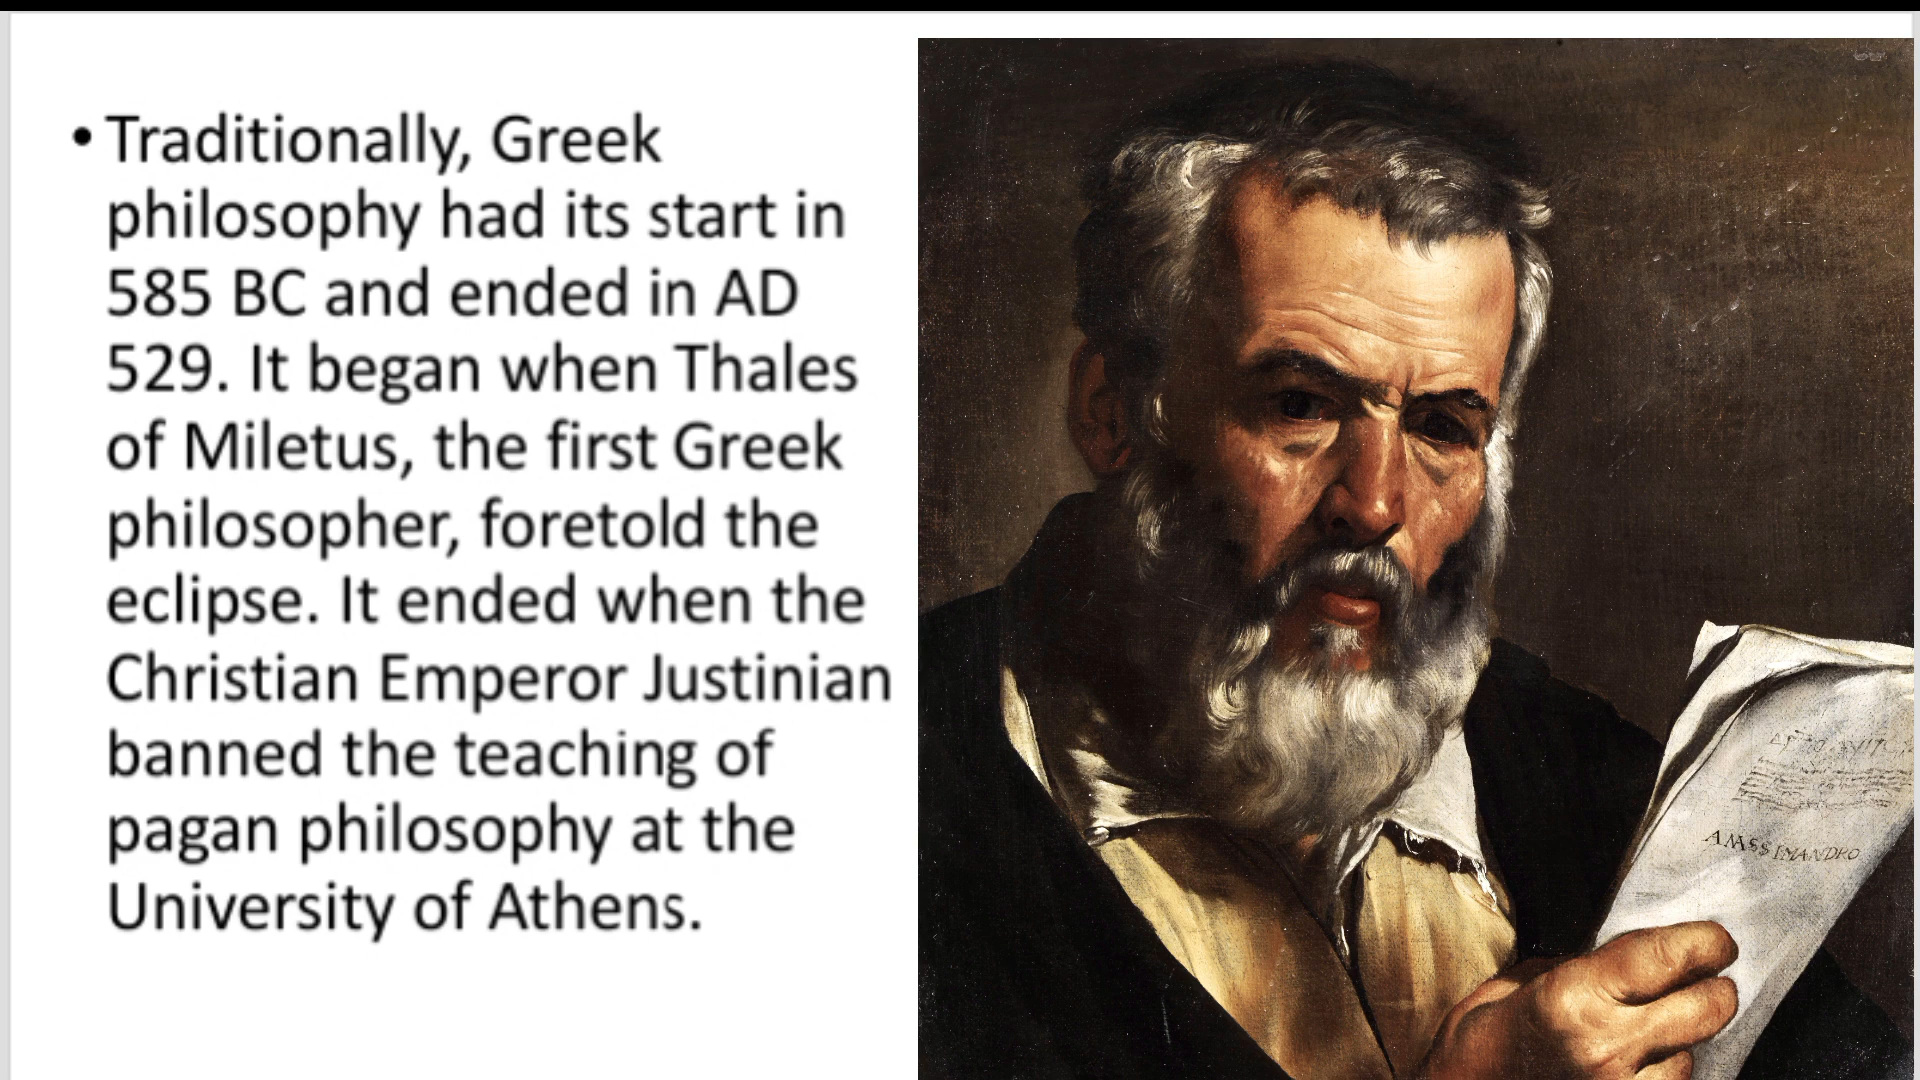 • Traditionally, Greek
philosophy had its start in
585 BC and ended in AD
529. It began when Thales
of Miletus, the first Greek
philosopher, foretold the
eclipse. It ended when the
Christian Emperor Justinian
banned the teaching of
pagan philosophy at the
University of Athens.
AMSSIMANDRO